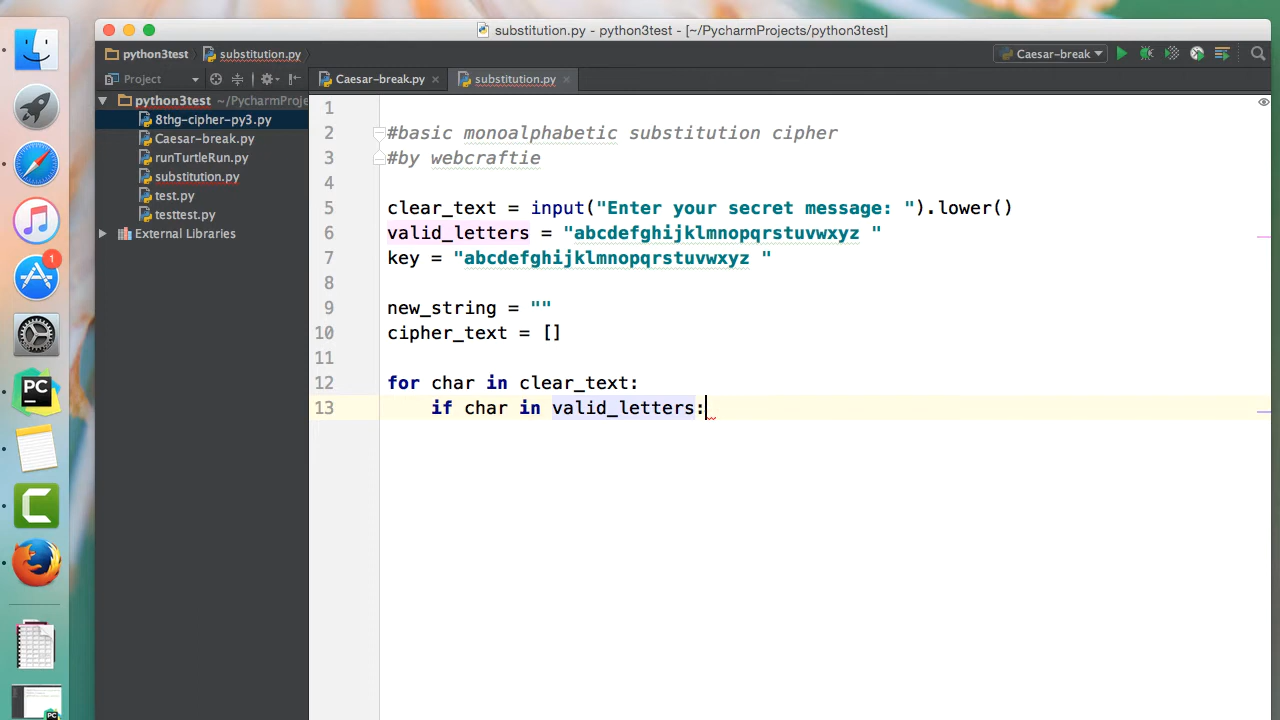 substitution.py - python3test - [~/PycharmProjects/python3test]
python3test substitution.py Caesar-break
Project Caesar-break.py substitution.py
python3test ~/PycharmProje
8thg-cipher-py3.py
Caesar-break.py
runTurtleRun.py
substitution.py
test.py
testtest.py
External Libraries
1
2 #basic monoalphabetic substitution cipher
3 #by webcraftie
4
5 clear_text = input("Enter your secret message: ").lower()
6 valid_letters = "abcdefghijklmnopqrstuvwxyz "
7 key = "abcdefghijklmnopqrstuvwxyz "
8
9 new_string = ""
10 cipher_text = []
11
12 for char in clear_text:
13 if char in valid_letters:
1
PC